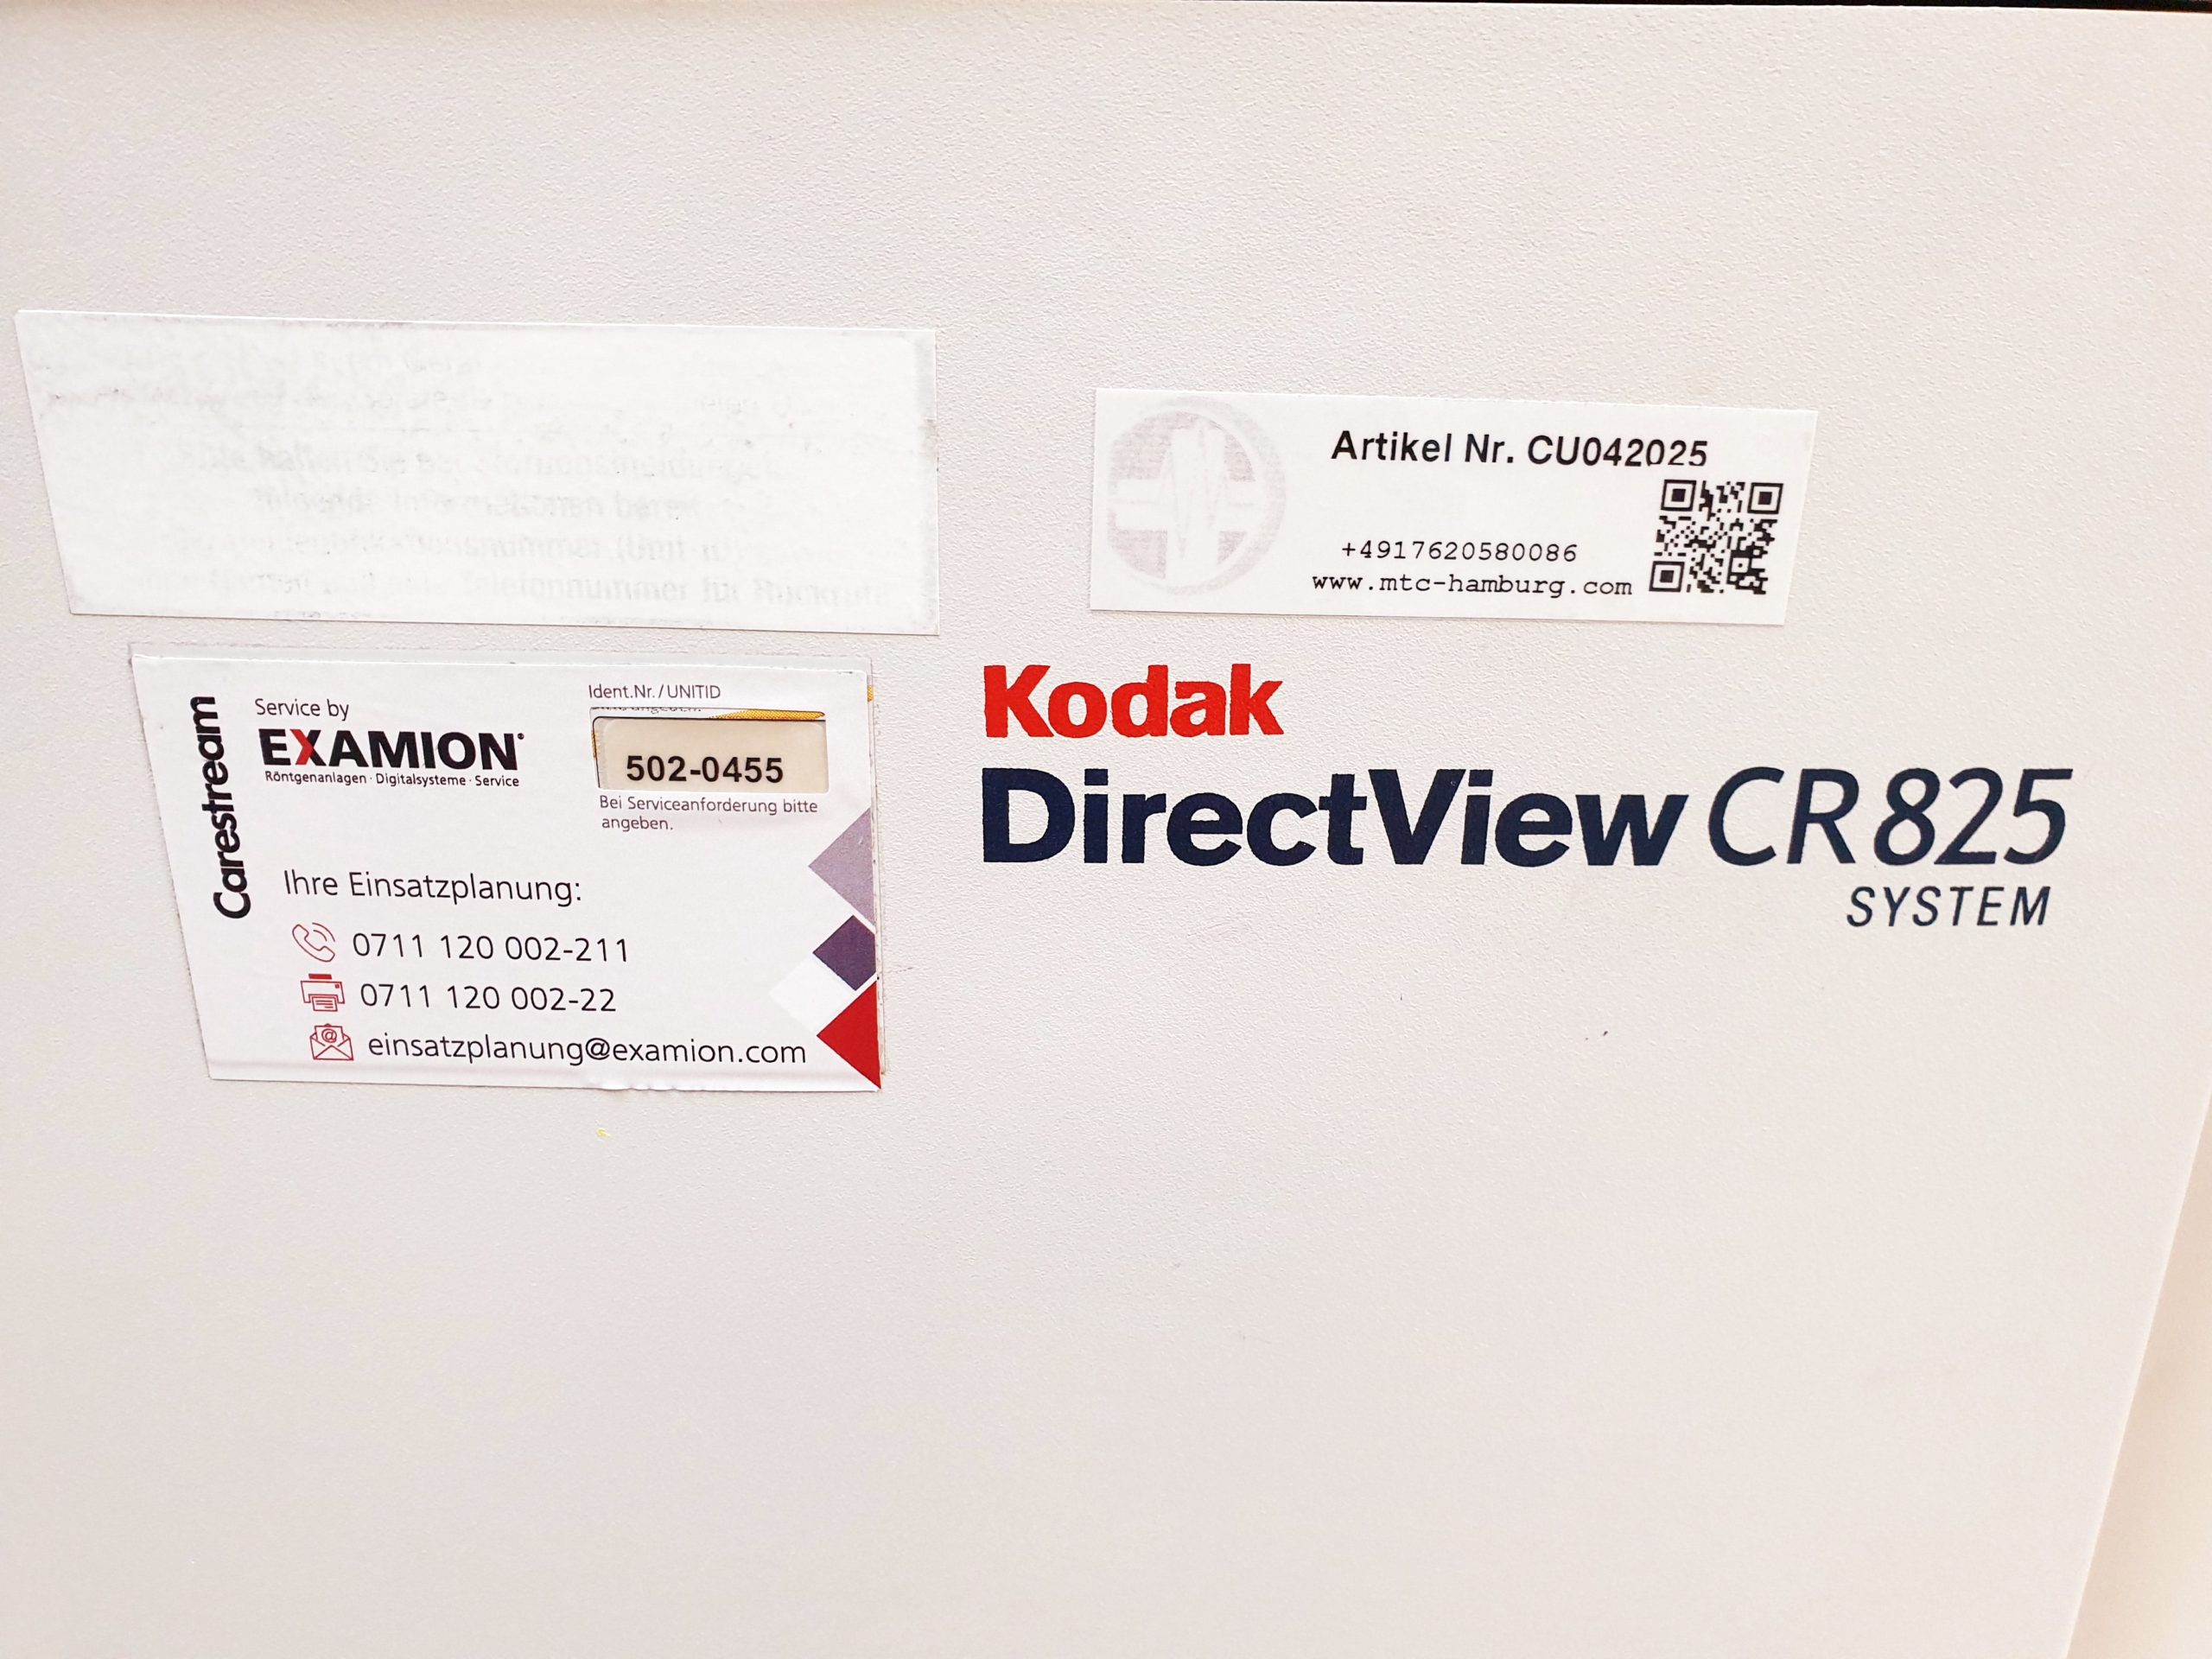 Artikel Nr. CU042025
+4917620580086
www.mtc-hamburg.com
Carestream
Service by
EXAMION®
Röntgenanlagen · Digitalsysteme · Service
Ident.Nr./UNITID
502-0455
Bei Serviceanforderung bitte
angeben.
Ihre Einsatzplanung:
0711 120 002-211
0711 120 002-22
einsatzplanung@examion.com
Kodak
DirectView CR 825
SYSTEM